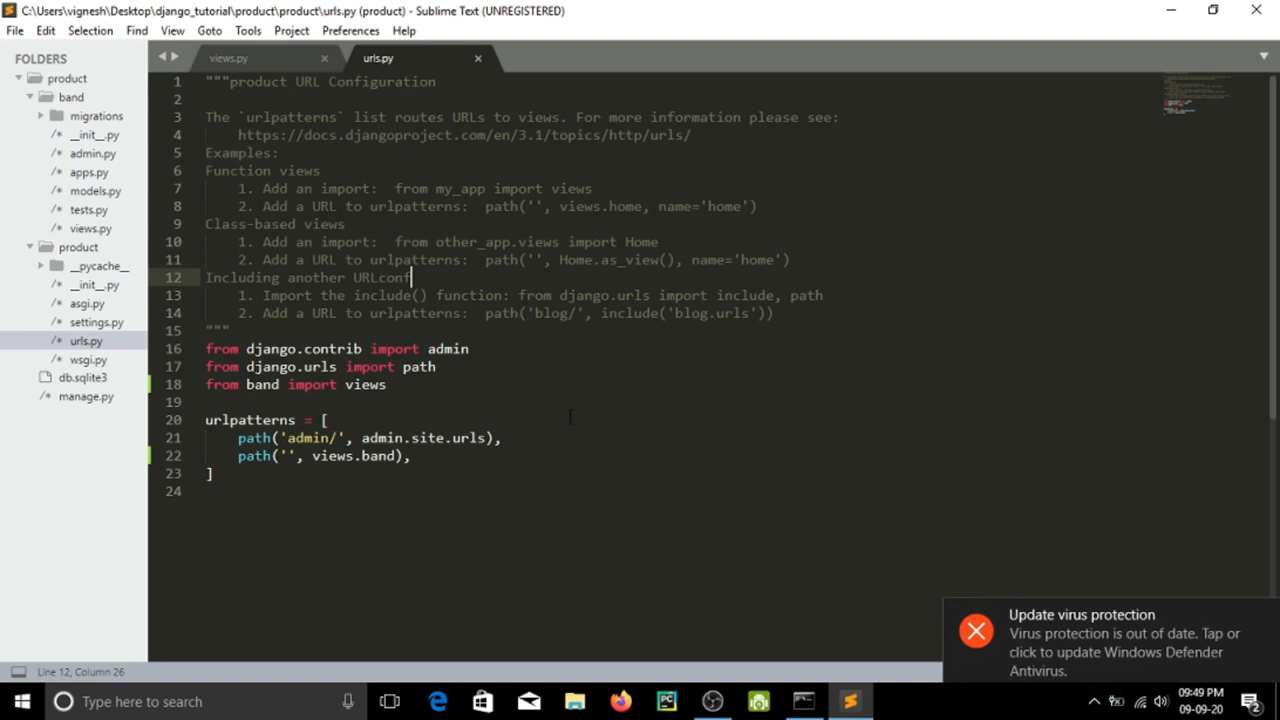 C:\Users\vignesh\Desktop\django_tutorial\product\product\urls.py (product) - Sublime Text (UNREGISTERED)
File Edit Selection Find View Goto Tools Project Preferences Help
FOLDERS
product
band
migrations
__init__.py
admin.py
apps.py
models.py
tests.py
views.py
product
__pycache__
__init__.py
asgi.py
settings.py
urls.py
wsgi.py
db.sqlite3
manage.py
views.py urls.py
1 """product URL Configuration
2
3 The `urlpatterns` list routes URLs to views. For more information please see:
4     https://docs.djangoproject.com/en/3.1/topics/http/urls/
5 Examples:
6 Function views
7     1. Add an import:  from my_app import views
8     2. Add a URL to urlpatterns:  path('', views.home, name='home')
9 Class-based views
10     1. Add an import:  from other_app.views import Home
11     2. Add a URL to urlpatterns:  path('', Home.as_view(), name='home')
12 Including another URLconf
13     1. Import the include() function: from django.urls import include, path
14     2. Add a URL to urlpatterns:  path('blog/', include('blog.urls'))
15 """
16 from django.contrib import admin
17 from django.urls import path
18 from band import views
19
20 urlpatterns = [
21     path('admin/', admin.site.urls),
22     path('', views.band),
23 ]
24
Update virus protection
Virus protection is out of date. Tap or
click to update Windows Defender
Antivirus.
Line 12, Column 26
Type here to search
PC
09:49 PM
09-09-20
2